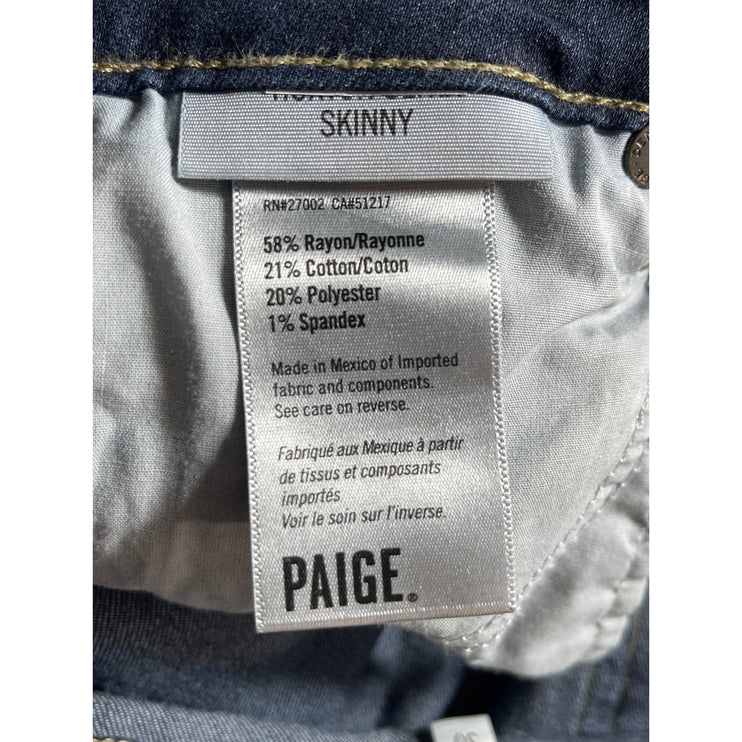 SKINNY
RN#27002 CA#51217
58% Rayon/Rayonne
21% Cotton/Coton
20% Polyester
1% Spandex
Made in Mexico of Imported
fabric and components.
See care on reverse.
Fabriqué aux Mexique à partir
de tissus et composants
importés
Voir le soin sur l'inverse.
PAIGE®